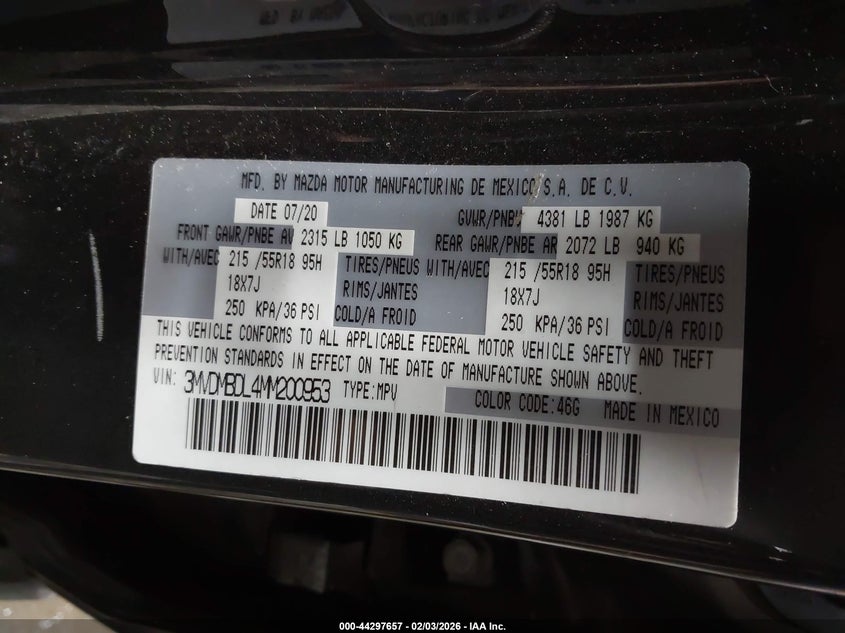 MFD. BY MAZDA MOTOR MANUFACTURING DE MEXICO S.A. DE C.V.
DATE 07/20 GVWR/PNBV 4381 LB 1987 KG
FRONT GAWR/PNBE AV 2315 LB 1050 KG REAR GAWR/PNBE AR 2072 LB 940 KG
WITH/AVEC 215 /55R18 95H TIRES/PNEUS WITH/AVEC 215 /55R18 95H TIRES/PNEUS
18X7J RIMS/JANTES 18X7J RIMS/JANTES
250 KPA/36 PSI COLD/A FROID 250 KPA/36 PSI COLD/A FROID
THIS VEHICLE CONFORMS TO ALL APPLICABLE FEDERAL MOTOR VEHICLE SAFETY AND THEFT
PREVENTION STANDARDS IN EFFECT ON THE DATE OF MANUFACTURE SHOWN ABOVE.
VIN: 3MVDMBDL4MM200953 TYPE:MPV
COLOR CODE:46G MADE IN MEXICO
000-44297657 - 02/03/2026 - IAA Inc.